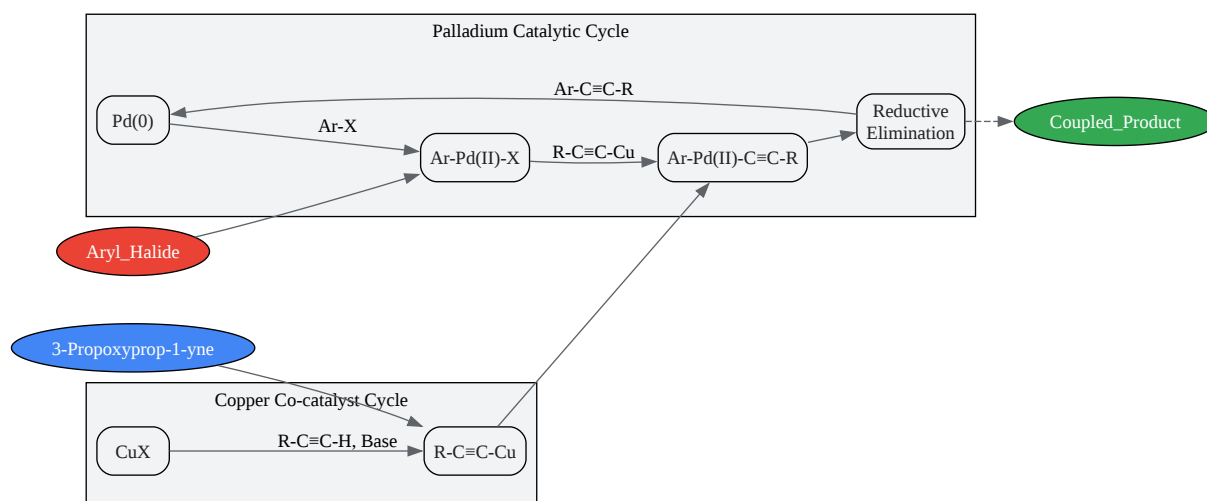 Palladium Catalytic Cycle
Ar-C≡C-R
Pd(0)
Ar-X
Ar-Pd(II)-X
R-C≡C-Cu
Ar-Pd(II)-C≡C-R
Reductive
Elimination
Coupled_Product
Aryl_Halide
3-Propoxyprop-1-yne
Copper Co-catalyst Cycle
CuX
R-C≡C-H, Base
R-C≡C-Cu